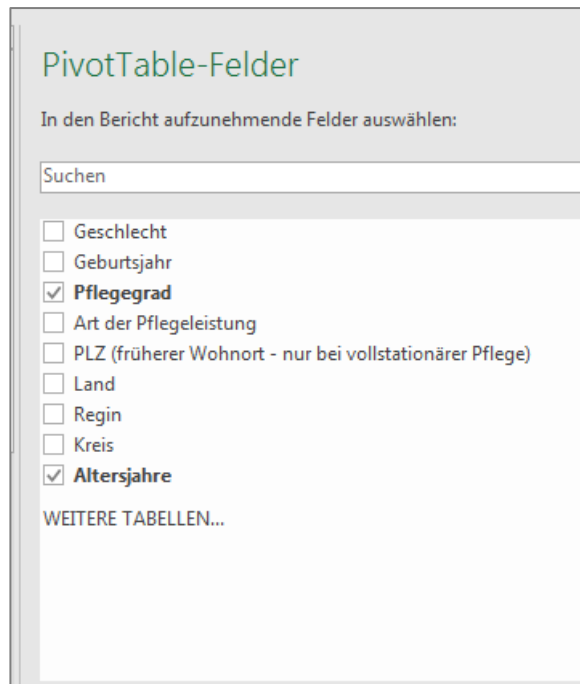 PivotTable-Felder
In den Bericht aufzunehmende Felder auswählen:
Suchen
Geschlecht
Geburtsjahr
Pflegegrad
Art der Pflegeleistung
PLZ (früherer Wohnort - nur bei vollstationärer Pflege)
Land
Regin
Kreis
Altersjahre
WEITERE TABELLEN...